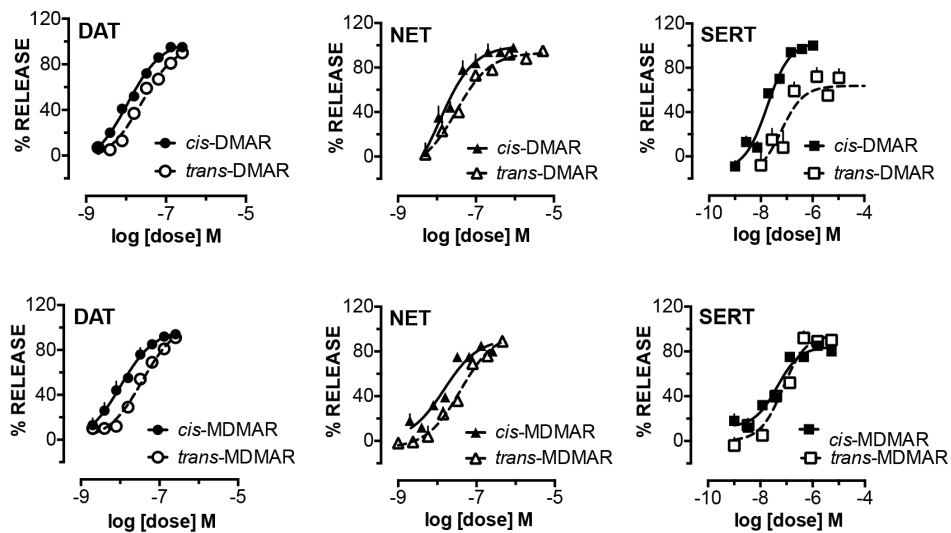 DAT
% RELEASE
120
80
40
0
cis-DMAR
trans-DMAR
-9
-7
-5
log [dose] M
NET
% RELEASE
120
80
40
0
cis-DMAR
trans-DMAR
-9
-7
-5
log [dose] M
SERT
% RELEASE
120
80
40
0
cis-DMAR
trans-DMAR
-10
-8
-6
-4
log [dose] M
DAT
% RELEASE
120
80
40
0
cis-MDMAR
trans-MDMAR
-9
-7
-5
log [dose] M
NET
% RELEASE
120
80
40
0
cis-MDMAR
trans-MDMAR
-9
-7
-5
log [dose] M
SERT
% RELEASE
120
80
40
0
cis-MDMAR
trans-MDMAR
-10
-8
-6
-4
log [dose] M